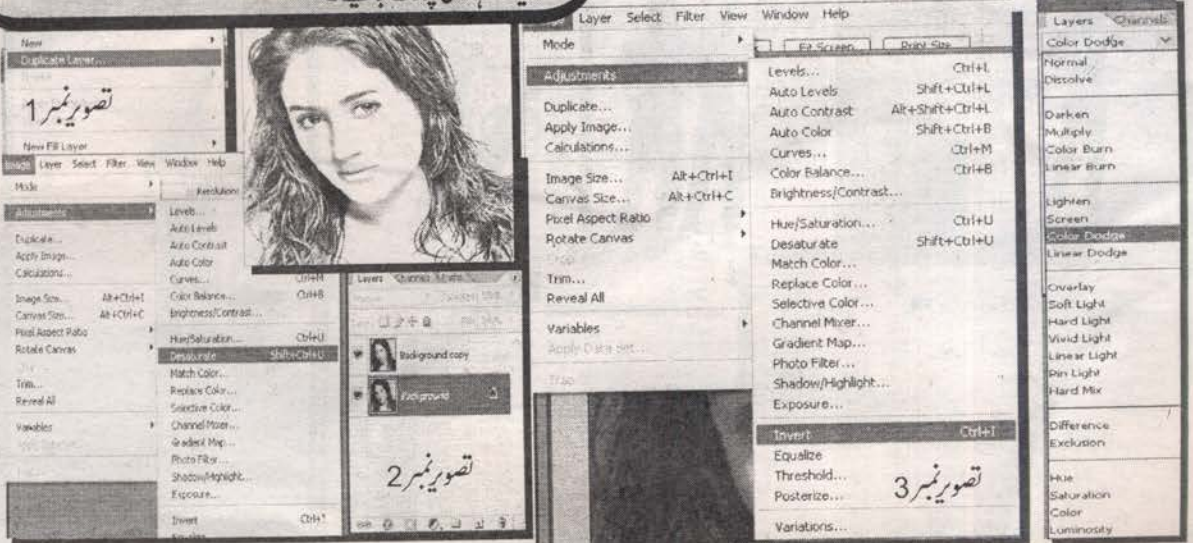 New
Duplicate Layer...
تصویر نمبر 1
New Fill Layer
Image Layer Select Filter View Window Help
Mode
Resolution:
Adjustments
Duplicate...
Apply Image...
Calculations...
Image Size... Alt+Ctrl+I
Canvas Size... Alt+Ctrl+C
Pixel Aspect Ratio
Rotate Canvas
Trim...
Reveal All
Variables
Levels...
Auto Levels
Auto Contrast
Auto Color
Curves... Ctrl+M
Color Balance... Ctrl+B
Brightness/Contrast...
Hue/Saturation... Ctrl+U
Desaturate Shift+Ctrl+U
Match Color...
Replace Color...
Selective Color...
Channel Mixer...
Gradient Map...
Photo Filter...
Shadow/Highlight...
Exposure...
Invert Ctrl+I
Layers Channels
Background copy
Background
تصویر نمبر 2
Layer Select Filter View Window Help
Fit Screen Print Size
Mode
Adjustments
Duplicate...
Apply Image...
Calculations...
Image Size... Alt+Ctrl+I
Canvas Size... Alt+Ctrl+C
Pixel Aspect Ratio
Rotate Canvas
Trim...
Reveal All
Variables
Apply Data Set...
Trap...
Levels... Ctrl+L
Auto Levels Shift+Ctrl+L
Auto Contrast Alt+Shift+Ctrl+L
Auto Color Shift+Ctrl+B
Curves... Ctrl+M
Color Balance... Ctrl+B
Brightness/Contrast...
Hue/Saturation... Ctrl+U
Desaturate Shift+Ctrl+U
Match Color...
Replace Color...
Selective Color...
Channel Mixer...
Gradient Map...
Photo Filter...
Shadow/Highlight...
Exposure...
Invert Ctrl+I
Equalize
Threshold...
Posterize...
Variations...
تصویر نمبر 3
Layers Channels
Color Dodge
Normal
Dissolve
Darken
Multiply
Color Burn
Linear Burn
Lighten
Screen
Color Dodge
Linear Dodge
Overlay
Soft Light
Hard Light
Vivid Light
Linear Light
Pin Light
Hard Mix
Difference
Exclusion
Hue
Saturation
Color
Luminosity